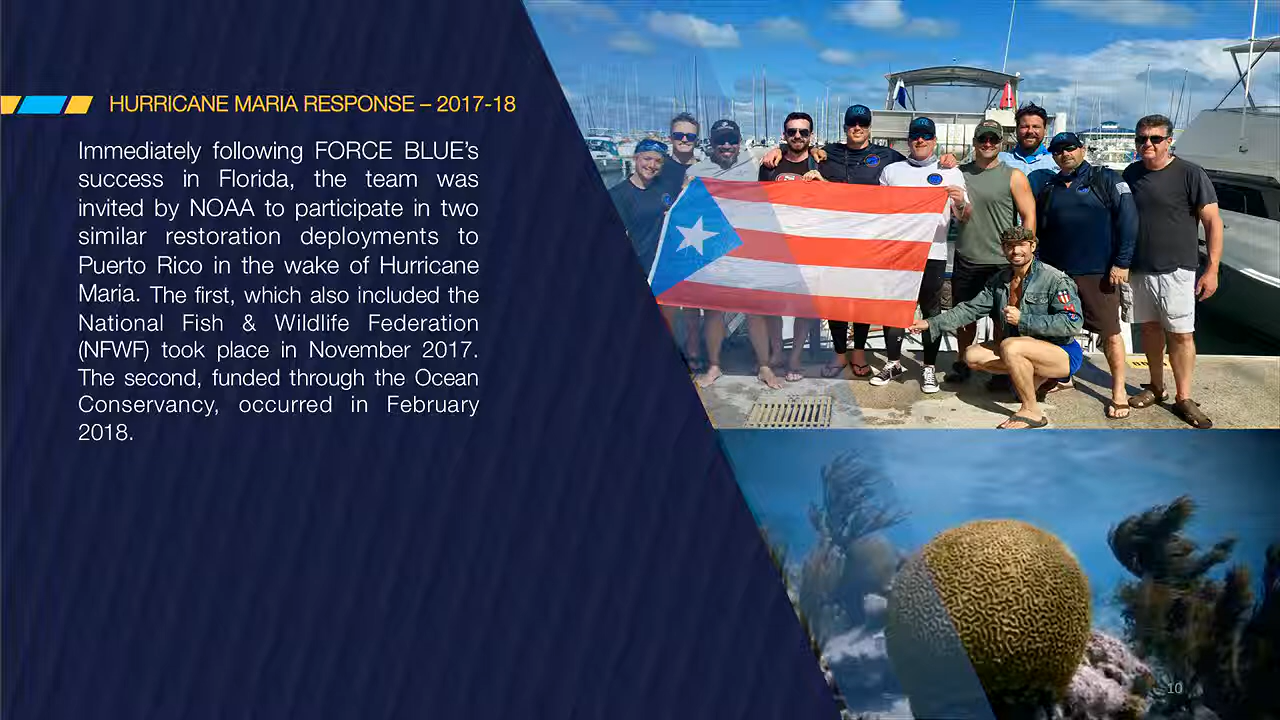 HURRICANE MARIA RESPONSE – 2017-18
Immediately following FORCE BLUE’s
success in Florida, the team was
invited by NOAA to participate in two
similar restoration deployments to
Puerto Rico in the wake of Hurricane
Maria. The first, which also included the
National Fish & Wildlife Federation
(NFWF) took place in November 2017.
The second, funded through the Ocean
Conservancy, occurred in February
2018.
10